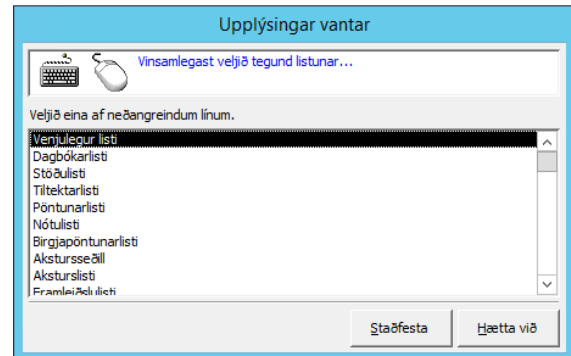 Upplýsingar vantar
Vinsamlegast veljið tegund listunar...
Veljið eina af neðangreindum línum.
Venjulegur listi
Dagbókarlisti
Stöðulisti
Tiltektarlisti
Pöntunarlisti
Nótulisti
Birgjapöntunarlisti
Akstursseðill
Aksturslisti
Framleiðslulisti
Staðfesta
Hætta við